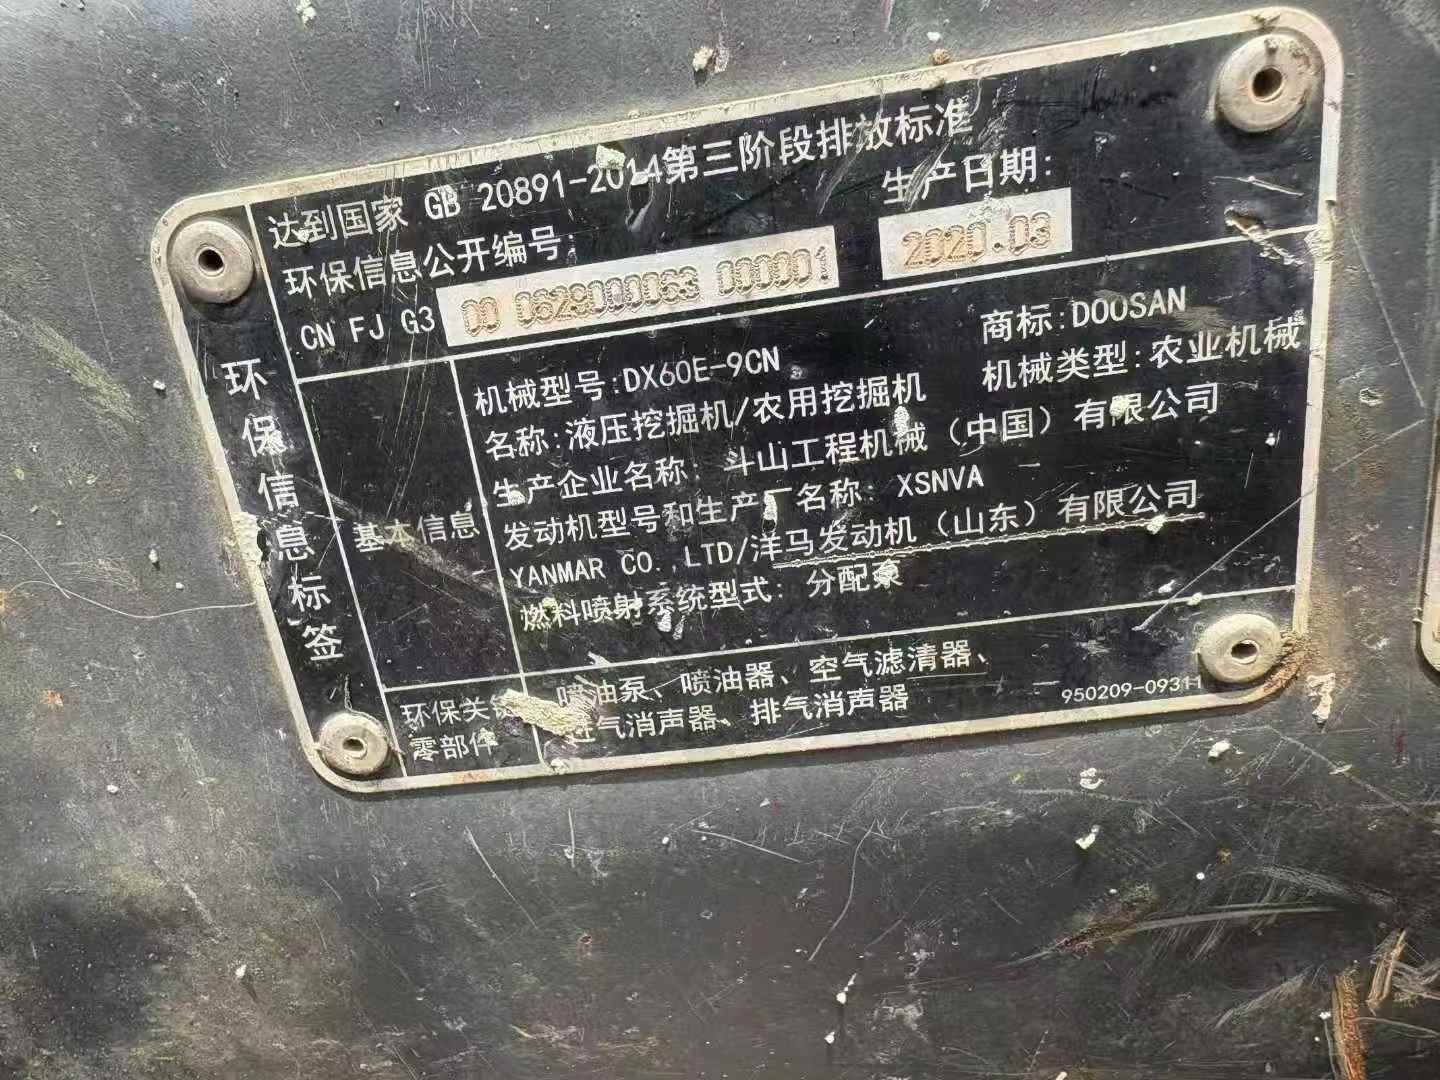 环保信息标签
达到国家 GB 20891-2014第三阶段排放标准
环保信息公开编号:
生产日期:
CN FJ G3 00 0629000063 000001
2020.03
基本信息
机械型号:DX60E-9CN
商标:DOOSAN
名称:液压挖掘机/农用挖掘机
机械类型:农业机械
生产企业名称: 斗山工程机械（中国）有限公司
发动机型号和生产厂名称: XSNVA
YANMAR CO.,LTD/洋马发动机（山东）有限公司
燃料喷射系统型式: 分配泵
环保关键
零部件
喷油泵、喷油器、空气滤清器、
进气消声器、排气消声器
950209-09311